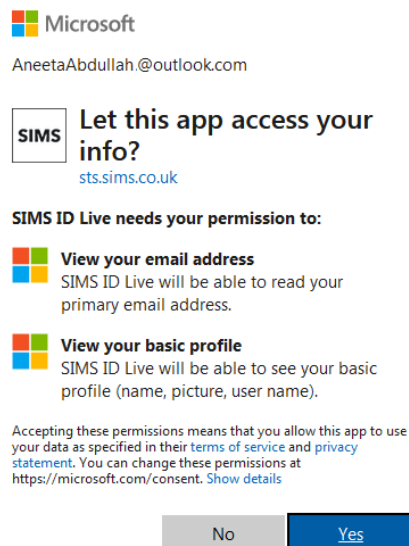 Microsoft
AneetaAbdullah.@outlook.com
SIMS
Let this app access your
info?
sts.sims.co.uk
SIMS ID Live needs your permission to:
View your email address
SIMS ID Live will be able to read your
primary email address.
View your basic profile
SIMS ID Live will be able to see your basic
profile (name, picture, user name).
Accepting these permissions means that you allow this app to use
your data as specified in their terms of service and privacy
statement. You can change these permissions at
https://microsoft.com/consent. Show details
No
Yes